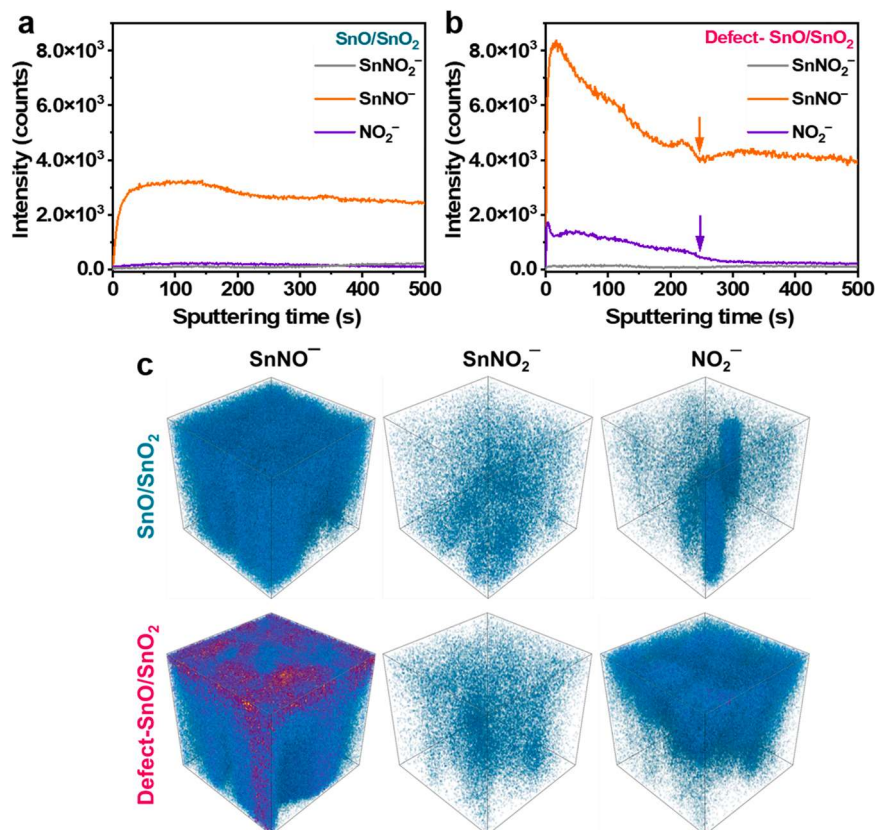 a
SnO/SnO₂
SnNO₂⁻
SnNO⁻
NO₂⁻
Intensity (counts)
8.0×10³
6.0×10³
4.0×10³
2.0×10³
0.0
0 100 200 300 400 500
Sputtering time (s)
b
Defect- SnO/SnO₂
SnNO₂⁻
SnNO⁻
NO₂⁻
Intensity (counts)
8.0×10³
6.0×10³
4.0×10³
2.0×10³
0.0
0 100 200 300 400 500
Sputtering time (s)
c
SnNO⁻ SnNO₂⁻ NO₂⁻
SnO/SnO₂
Defect-SnO/SnO₂